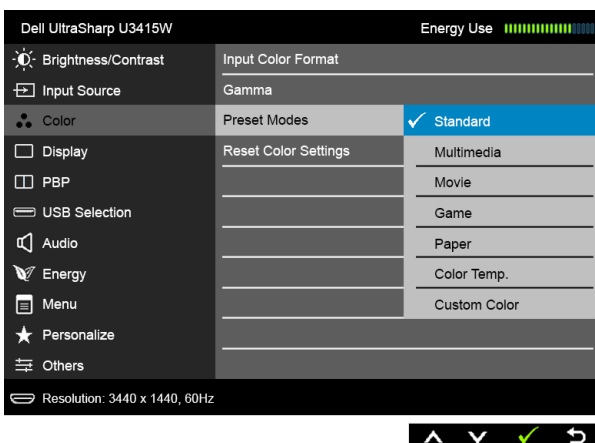 Dell UltraSharp U3415W Energy Use
Brightness/Contrast Input Color Format
Input Source Gamma
Color Preset Modes Standard
Display Reset Color Settings Multimedia
PBP Movie
USB Selection Game
Audio Paper
Energy Color Temp.
Menu Custom Color
Personalize
Others
Resolution: 3440 x 1440, 60Hz